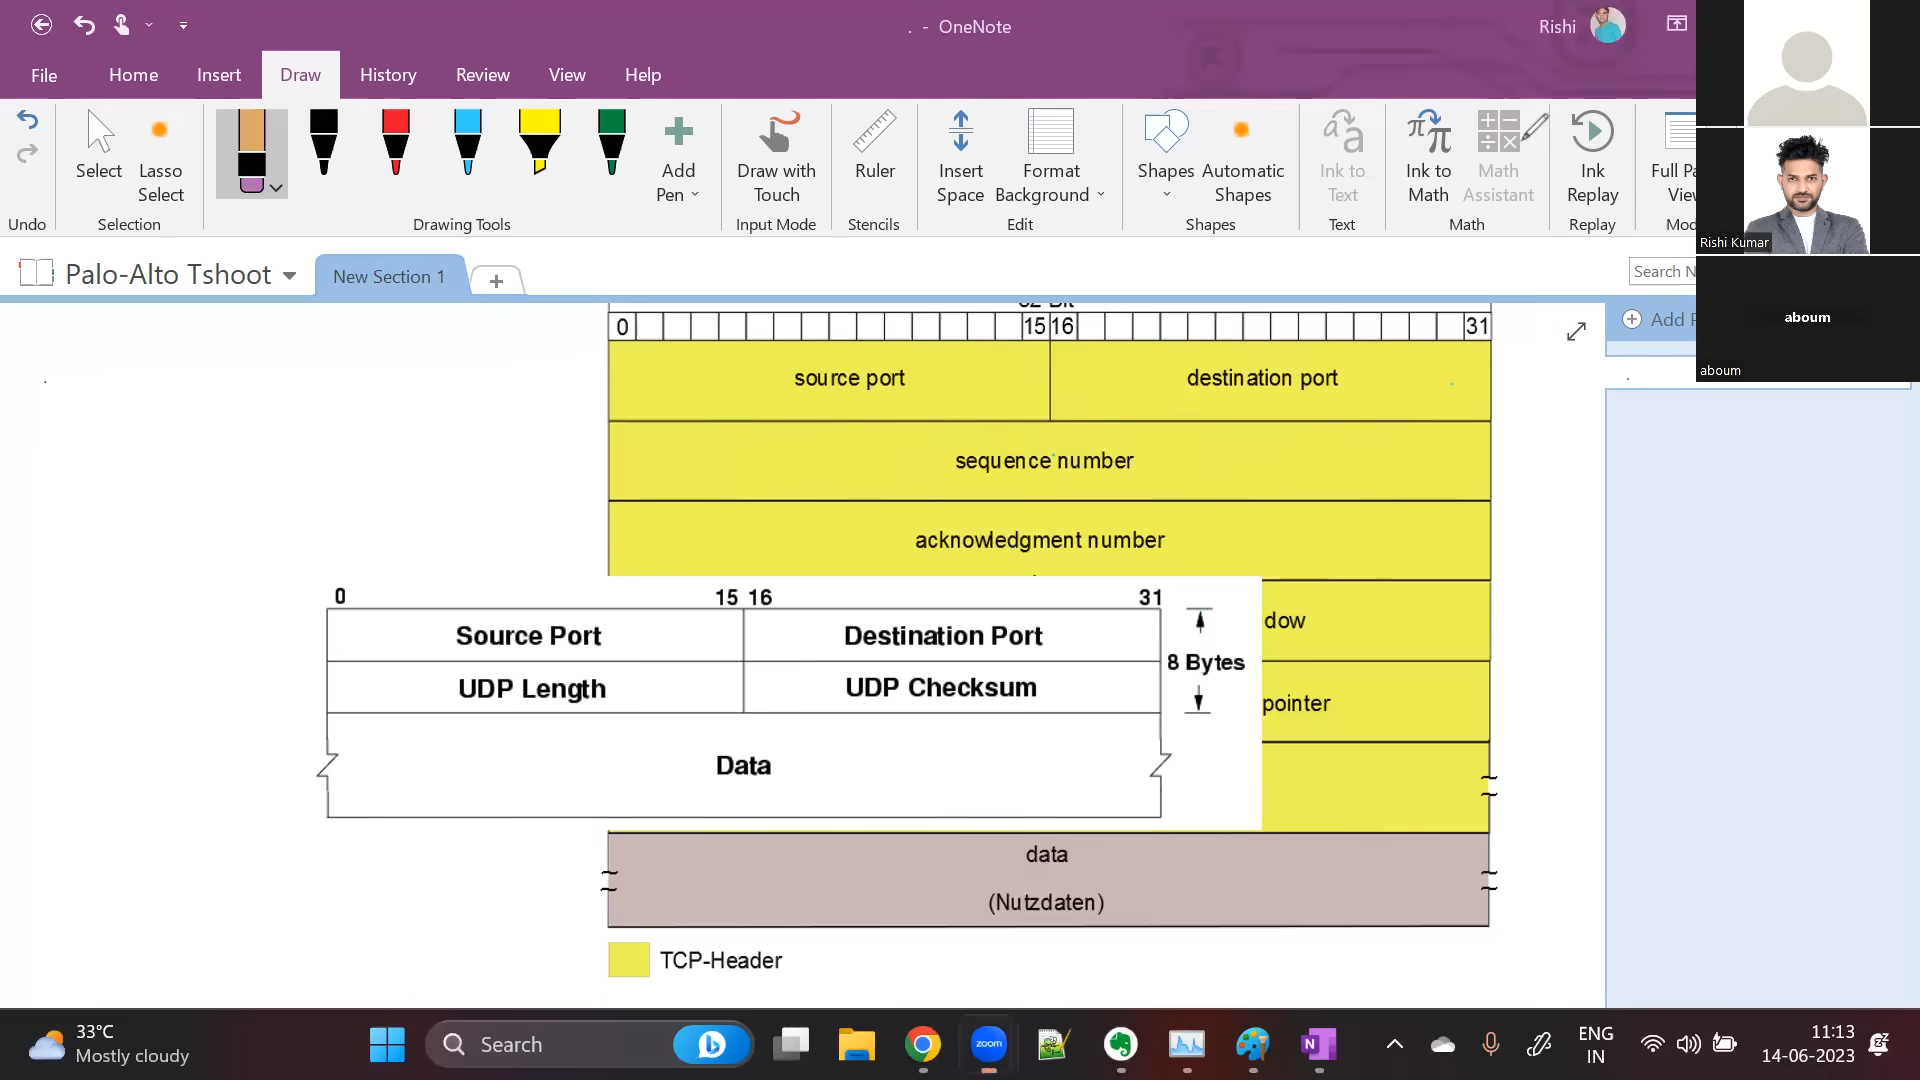 . - OneNote
Rishi
File
Home
Insert
Draw
History
Review
View
Help
Select
Lasso Select
Add Pen
Draw with Touch
Ruler
Insert Space
Format Background
Shapes
Automatic Shapes
Ink to Text
Ink to Math
Math Assistant
Ink Replay
Full
Undo
Selection
Drawing Tools
Input Mode
Stencils
Edit
Shapes
Text
Math
Replay
Rishi Kumar
Palo-Alto Tshoot
New Section 1
Search
Add
aboum
aboum
0 15 16 31
source port
destination port
sequence number
acknowledgment number
0 15 16 31
Source Port
Destination Port
UDP Length
UDP Checksum
8 Bytes
Data
dow
pointer
data
(Nutzdaten)
TCP-Header
33°C
Mostly cloudy
Search
zoom
N
ENG
IN
11:13
14-06-2023